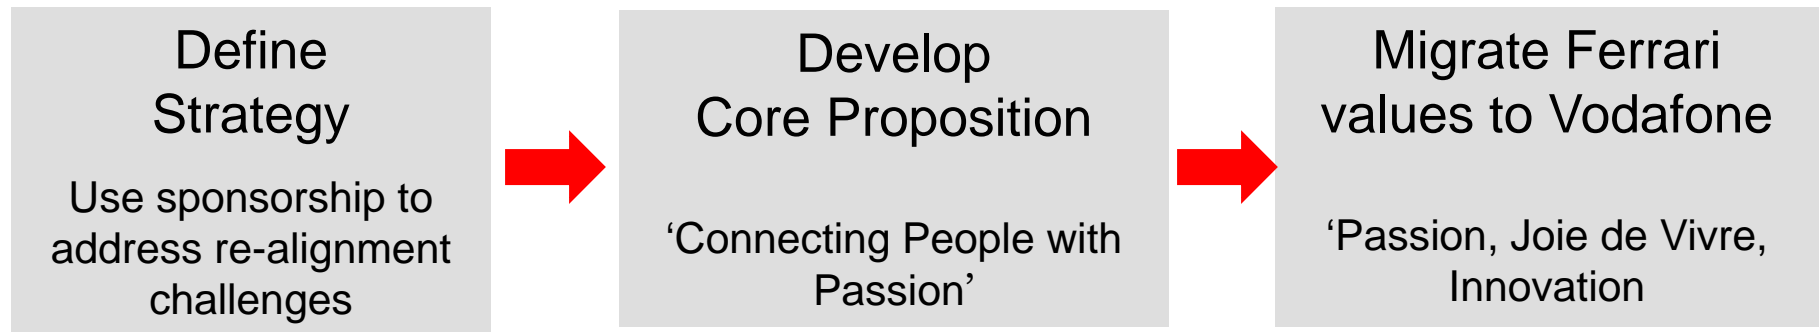 Define
Strategy
Use sponsorship to
address re-alignment
challenges
Develop
Core Proposition
‘Connecting People with
Passion’
Migrate Ferrari
values to Vodafone
‘Passion, Joie de Vivre,
Innovation